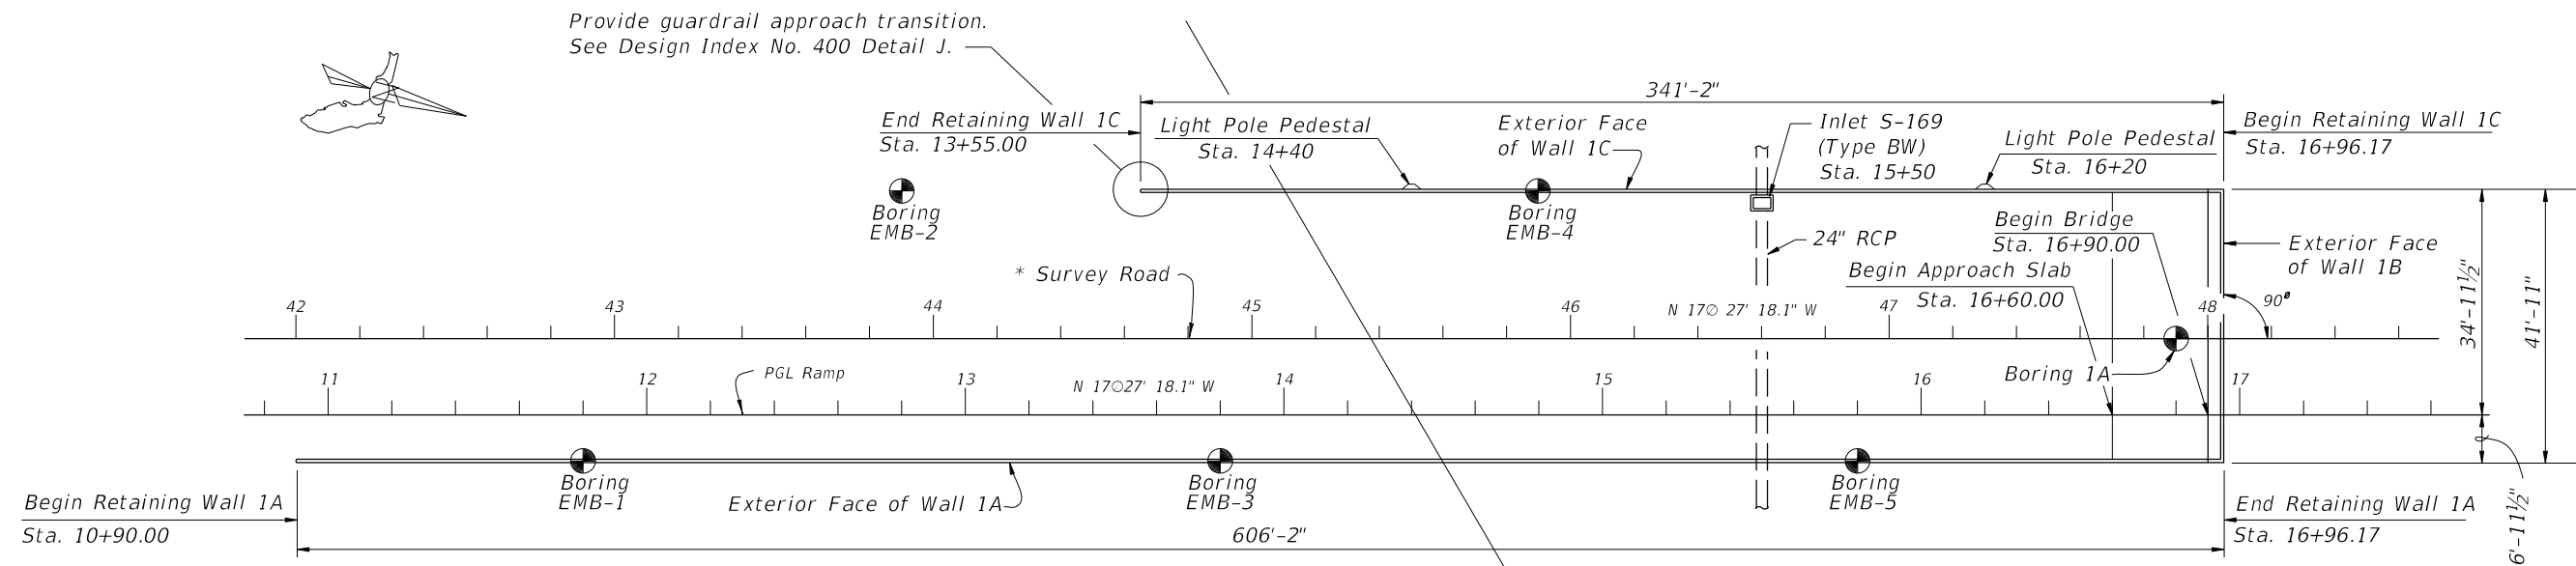 Provide guardrail approach transition.
See Design Index No. 400 Detail J.
341'-2"
End Retaining Wall 1C
Sta. 13+55.00
Light Pole Pedestal
Sta. 14+40
Exterior Face
of Wall 1C
Inlet S-169
(Type BW)
Sta. 15+50
Light Pole Pedestal
Sta. 16+20
Begin Retaining Wall 1C
Sta. 16+96.17
Boring
EMB-2
Boring
EMB-4
24" RCP
Begin Bridge
Sta. 16+90.00
Exterior Face
of Wall 1B
* Survey Road
Begin Approach Slab
Sta. 16+60.00
90ø
34'-11½"
41'-11"
42
43
44
45
46
N 17∅ 27' 18.1" W
47
48
Boring 1A
PGL Ramp
11
12
13
N 17∅27' 18.1" W
14
15
16
17
Boring
EMB-1
Boring
EMB-3
Boring
EMB-5
Begin Retaining Wall 1A
Sta. 10+90.00
Exterior Face of Wall 1A
End Retaining Wall 1A
Sta. 16+96.17
6'-11½"
606'-2"